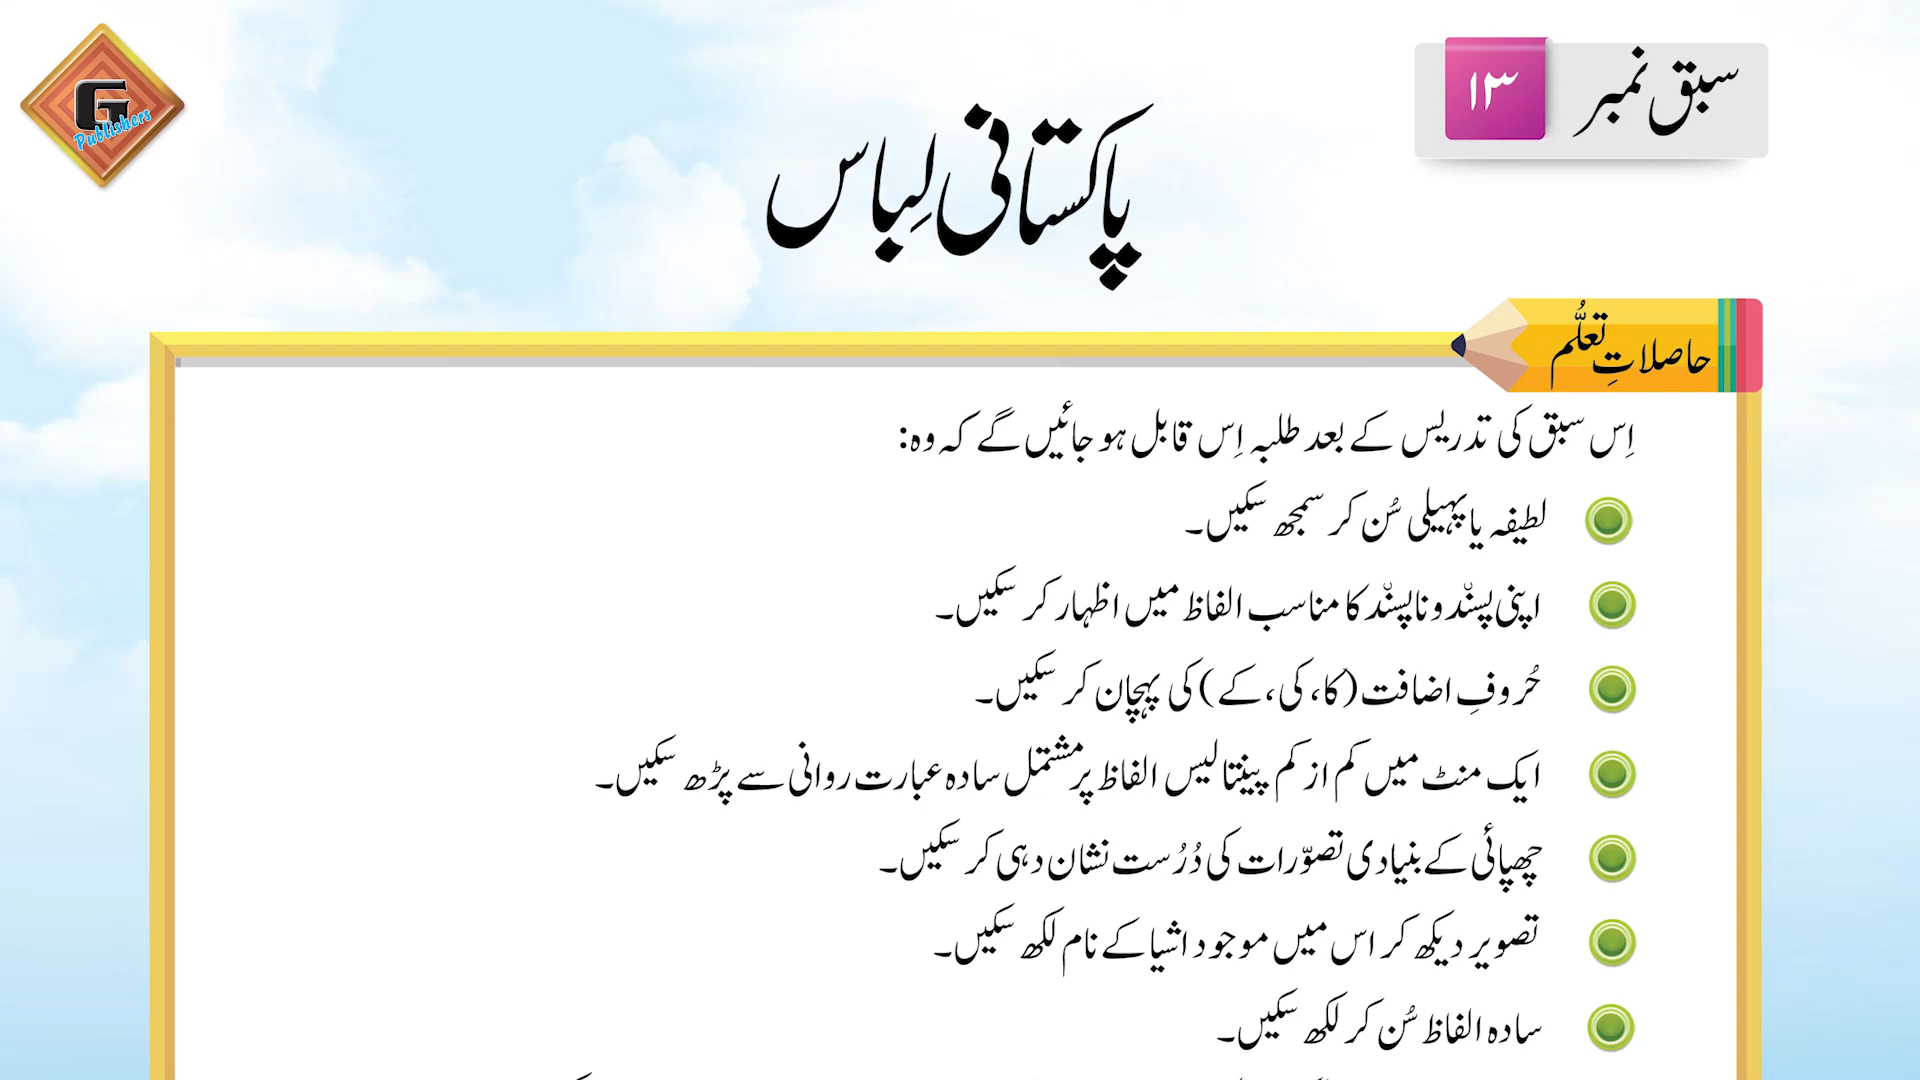 G
Publishers
سبق نمبر ۱۳
پاکستانی لِباس
حاصلاتِ تعلُّم
اِس سبق کی تدریس کے بعد طلبہ اِس قابل ہو جائیں گے کہ وہ:
لطیفہ یا پہیلی سُن کر سمجھ سکیں۔
اپنی پسن٘د و ناپسن٘د کا مناسب الفاظ میں اظہار کر سکیں۔
حُروفِ اضافت (کا، کی، کے) کی پہچان کر سکیں۔
ایک منٹ میں کم از کم پینتالیس الفاظ پر مشتمل سادہ عبارت روانی سے پڑھ سکیں۔
چھپائی کے بنیادی تصوّرات کی دُرُست نشان دہی کر سکیں۔
تصویر دیکھ کر اس میں موجود اشیا کے نام لکھ سکیں۔
سادہ الفاظ سُن کر لکھ سکیں۔